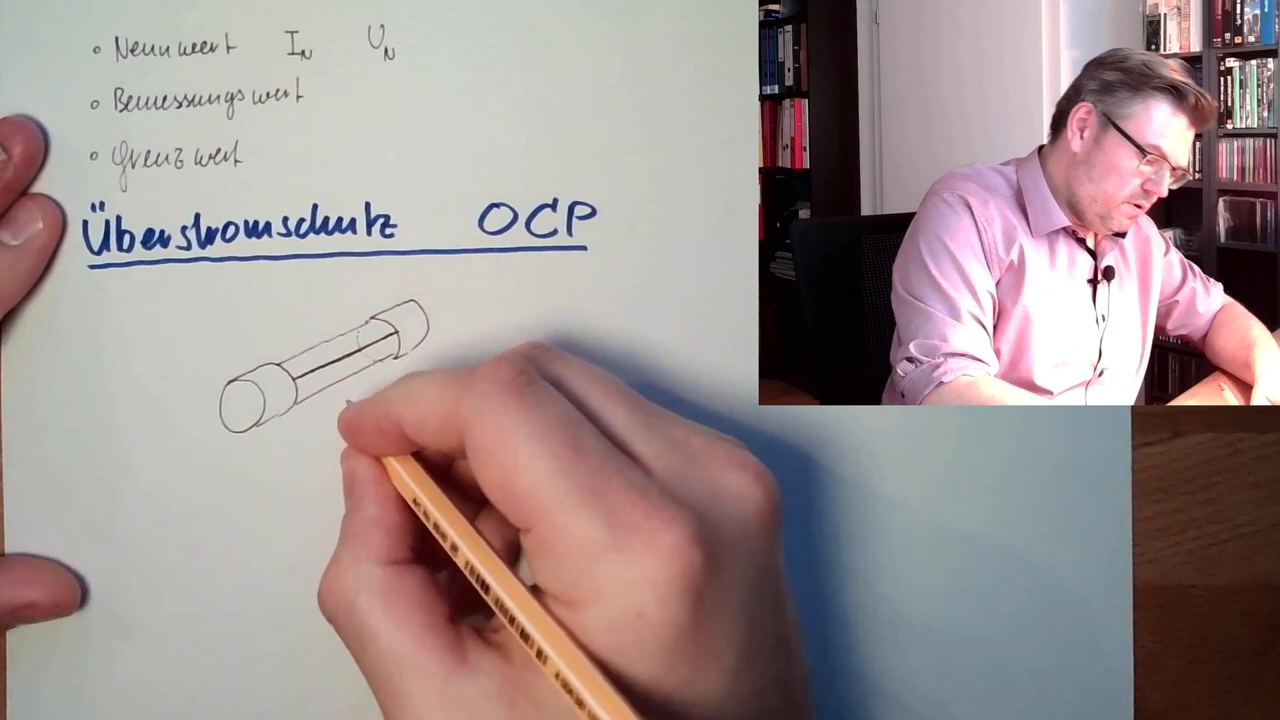 • Nennwert I_N U_N
• Bemessungswert
• Grenzwert
Überstromschutz OCP